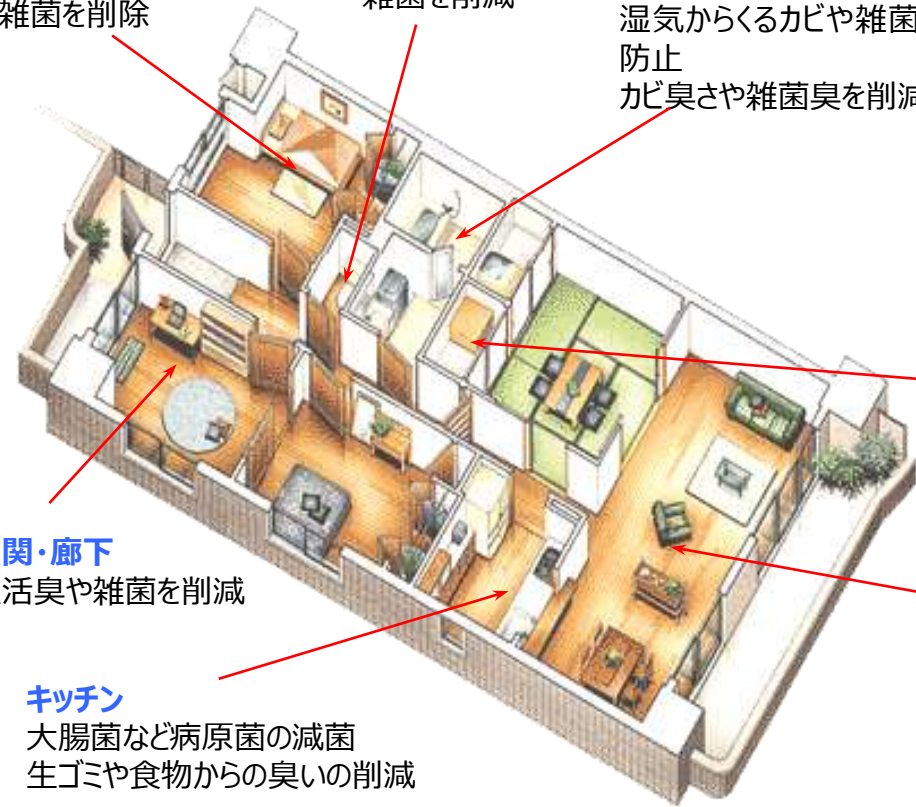 雑菌を削除
雑菌を削減
湿気からくるカビや雑菌
防止
カビ臭さや雑菌臭を削減
関・廊下
活臭や雑菌を削減
キッチン
大腸菌など病原菌の減菌
生ゴミや食物からの臭いの削減